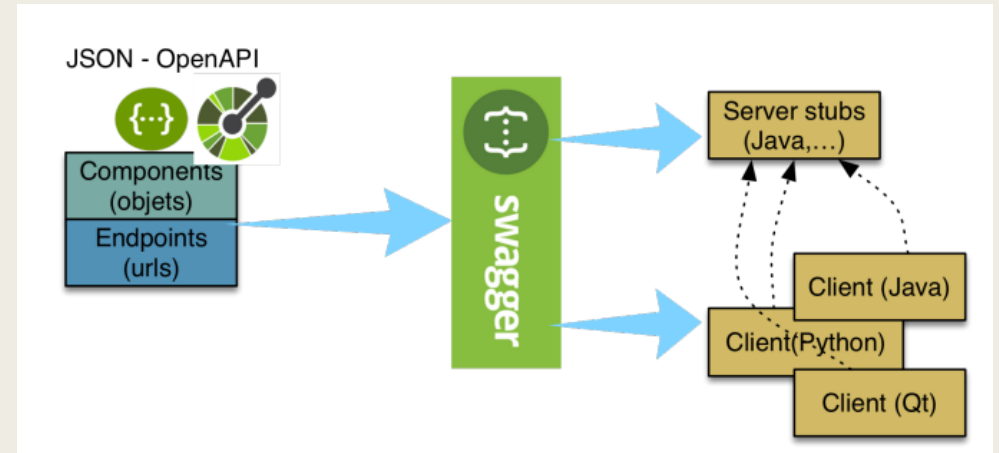 JSON - OpenAPI
{···}
Components
(objets)
Endpoints
(urls)
{···}
swagger
Server stubs
(Java,...)
Client (Java)
Client(Python)
Client (Qt)